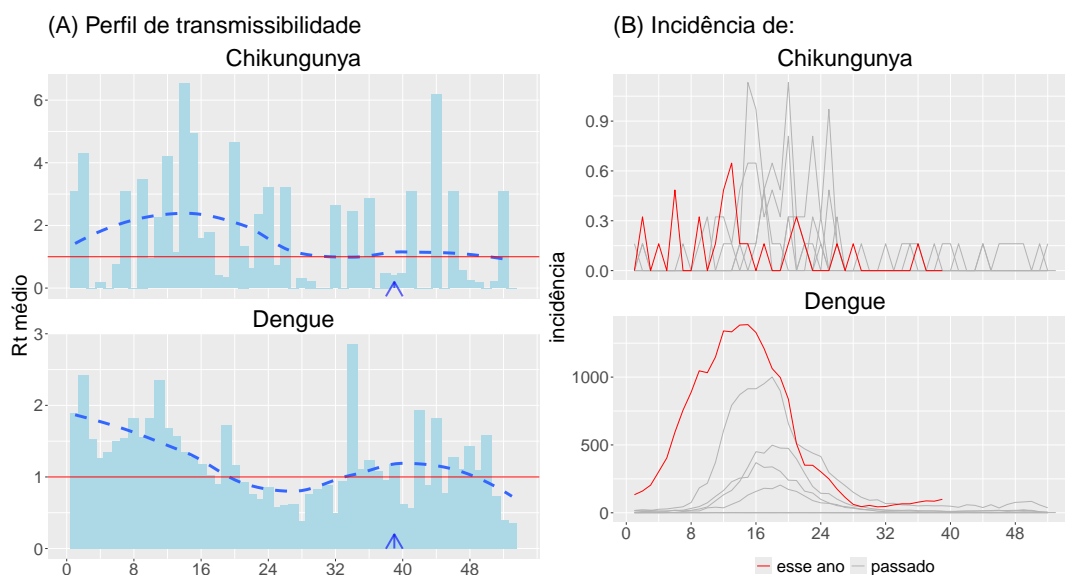 (A) Perfil de transmissibilidade
Chikungunya
6
4
2
0
Dengue
3
2
1
0
0 8 16 24 32 40 48
Rt médio
(B) Incidência de:
Chikungunya
0.9
0.6
0.3
0.0
Dengue
1000
500
0
0 8 16 24 32 40 48
incidência
esse ano passado